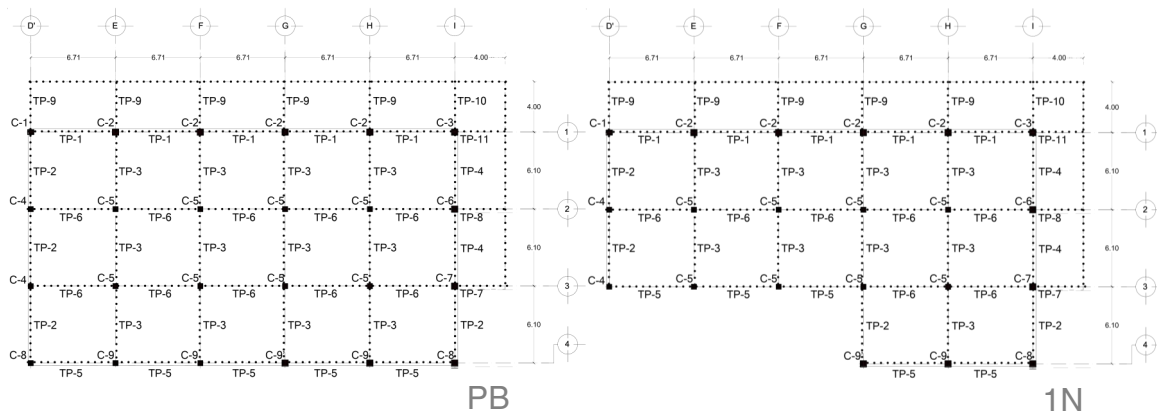 D' E F G H I
6.71 6.71 6.71 6.71 6.71 4.00
TP-9 TP-9 TP-9 TP-9 TP-9 TP-10
4.00
C-1 C-2 C-2 C-2 C-2 C-3
1
TP-1 TP-1 TP-1 TP-1 TP-1 TP-11
TP-2 TP-3 TP-3 TP-3 TP-3 TP-4
6.10
C-4 C-5 C-5 C-5 C-5 C-6
2
TP-6 TP-6 TP-6 TP-6 TP-6 TP-8
TP-2 TP-3 TP-3 TP-3 TP-3 TP-4
6.10
C-4 C-5 C-5 C-5 C-5 C-7
3
TP-6 TP-6 TP-6 TP-6 TP-6 TP-7
TP-2 TP-3 TP-3 TP-3 TP-3 TP-2
6.10
4
C-8 C-9 C-9 C-9 C-9 C-8
TP-5 TP-5 TP-5 TP-5 TP-5
PB
D' E F G H I
6.71 6.71 6.71 6.71 6.71 4.00
TP-9 TP-9 TP-9 TP-9 TP-9 TP-10
4.00
C-1 C-2 C-2 C-2 C-2 C-3
1
TP-1 TP-1 TP-1 TP-1 TP-1 TP-11
TP-2 TP-3 TP-3 TP-3 TP-3 TP-4
6.10
C-4 C-5 C-5 C-5 C-5 C-6
2
TP-6 TP-6 TP-6 TP-6 TP-6 TP-8
TP-2 TP-3 TP-3 TP-3 TP-3 TP-4
6.10
C-4 C-5 C-5 C-5 C-5 C-7
3
TP-5 TP-5 TP-5 TP-6 TP-6 TP-7
TP-2 TP-3 TP-2
6.10
4
C-9 C-9 C-8
TP-5 TP-5
1N